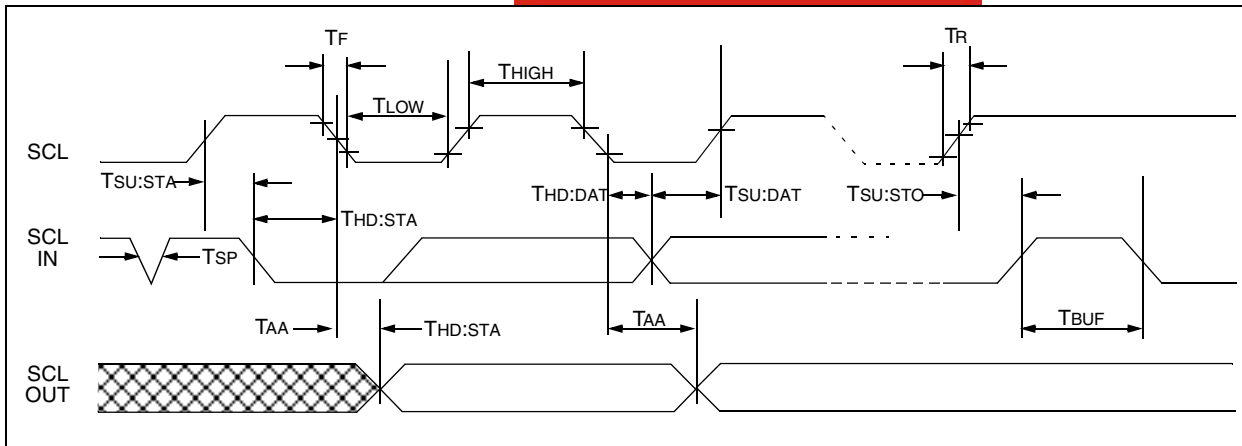 TF
TR
THIGH
TLOW
SCL
TSU:STA
THD:DAT
TSU:DAT
TSU:STO
THD:STA
SCL
IN
TSP
TAA
THD:STA
TAA
TBUF
SCL
OUT